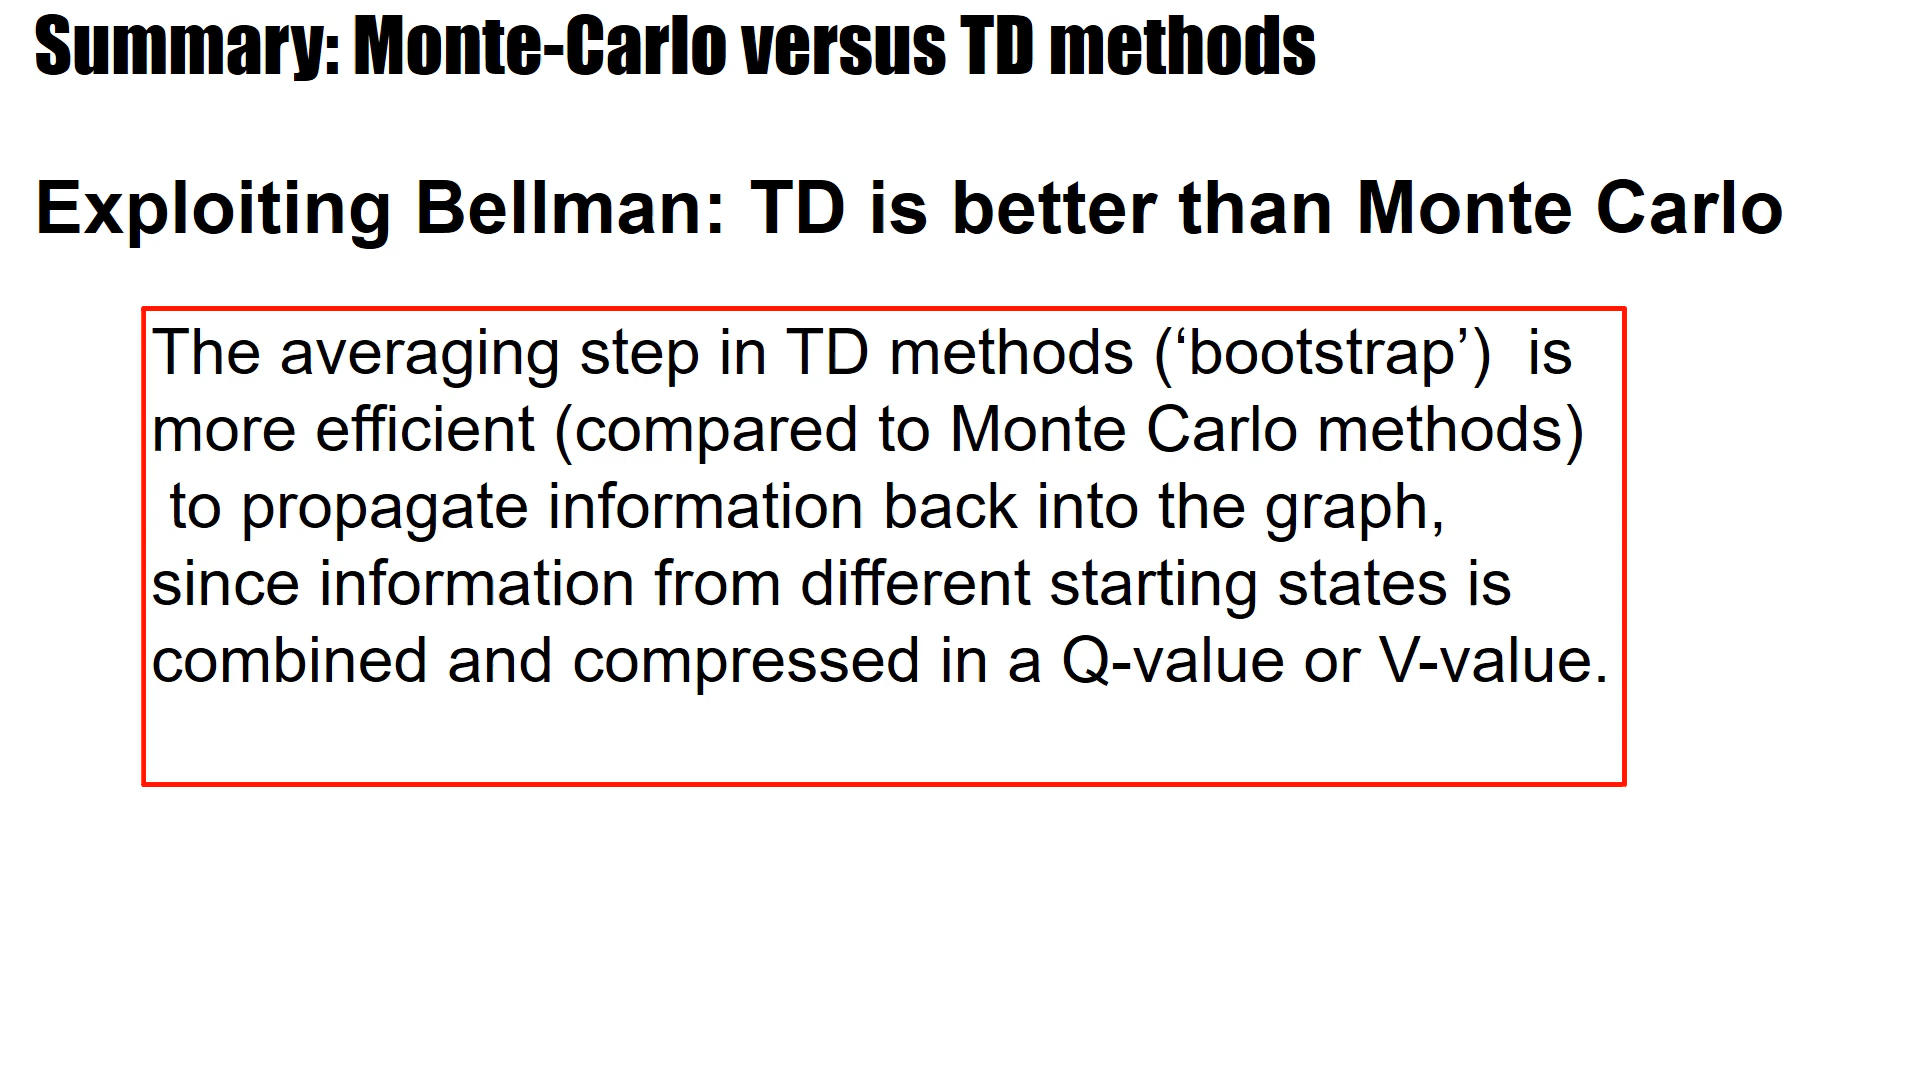 Summary: Monte-Carlo versus TD methods
Exploiting Bellman: TD is better than Monte Carlo
The averaging step in TD methods (‘bootstrap’)  is
more efficient (compared to Monte Carlo methods)
to propagate information back into the graph,
since information from different starting states is
combined and compressed in a Q-value or V-value.